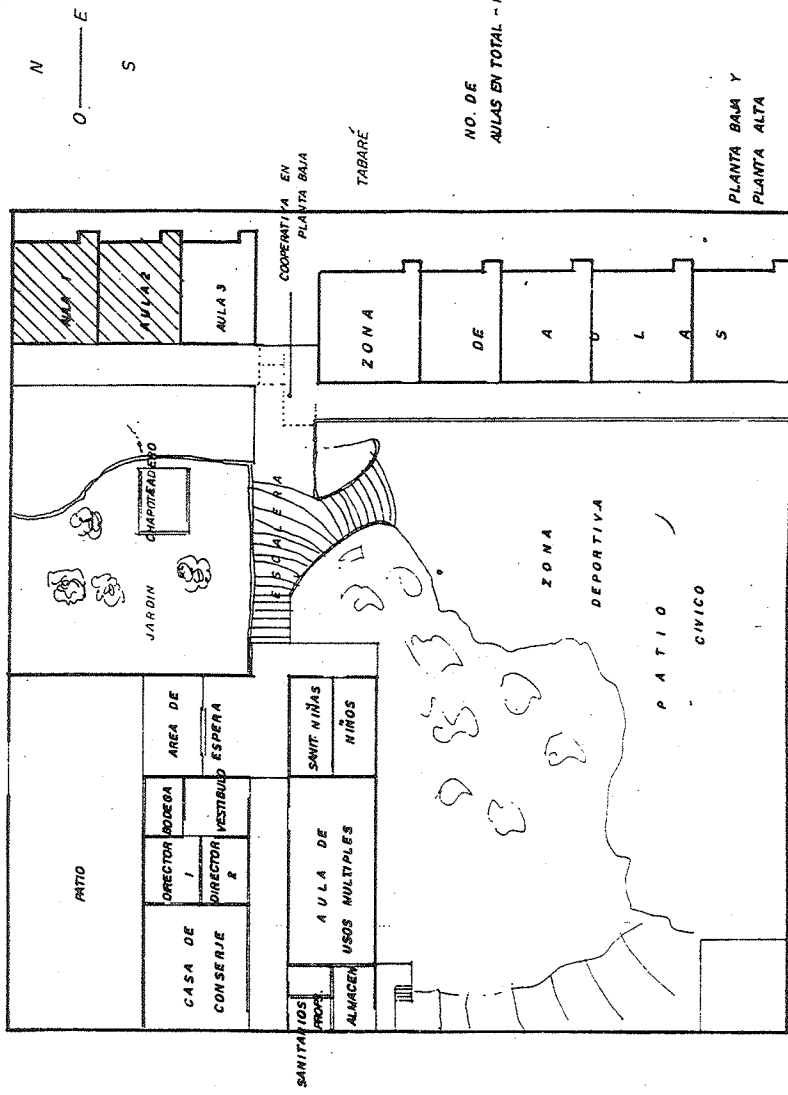 N
O
E
S
AULA 1
AULA 2
AULA 3
COOPERATIVA EN
PLANTA BAJA
TABARÉ
NO. DE
AULAS EN TOTAL -
PLANTA BAJA Y
PLANTA ALTA
ZONA
DE
A
U
L
A
S
JARDIN
ESCALERA
ZONA
DEPORTIVA
PATIO
CIVICO
PATIO
AREA DE
ESPERA
BODEGA
VESTIBULO
DIRECTOR
1
DIRECTOR
2
CASA DE
CONSERJE
SANIT. NIÑAS
NIÑOS
AULA DE
USOS MULTIPLES
SANITARIOS
PROFS.
ALMACEN